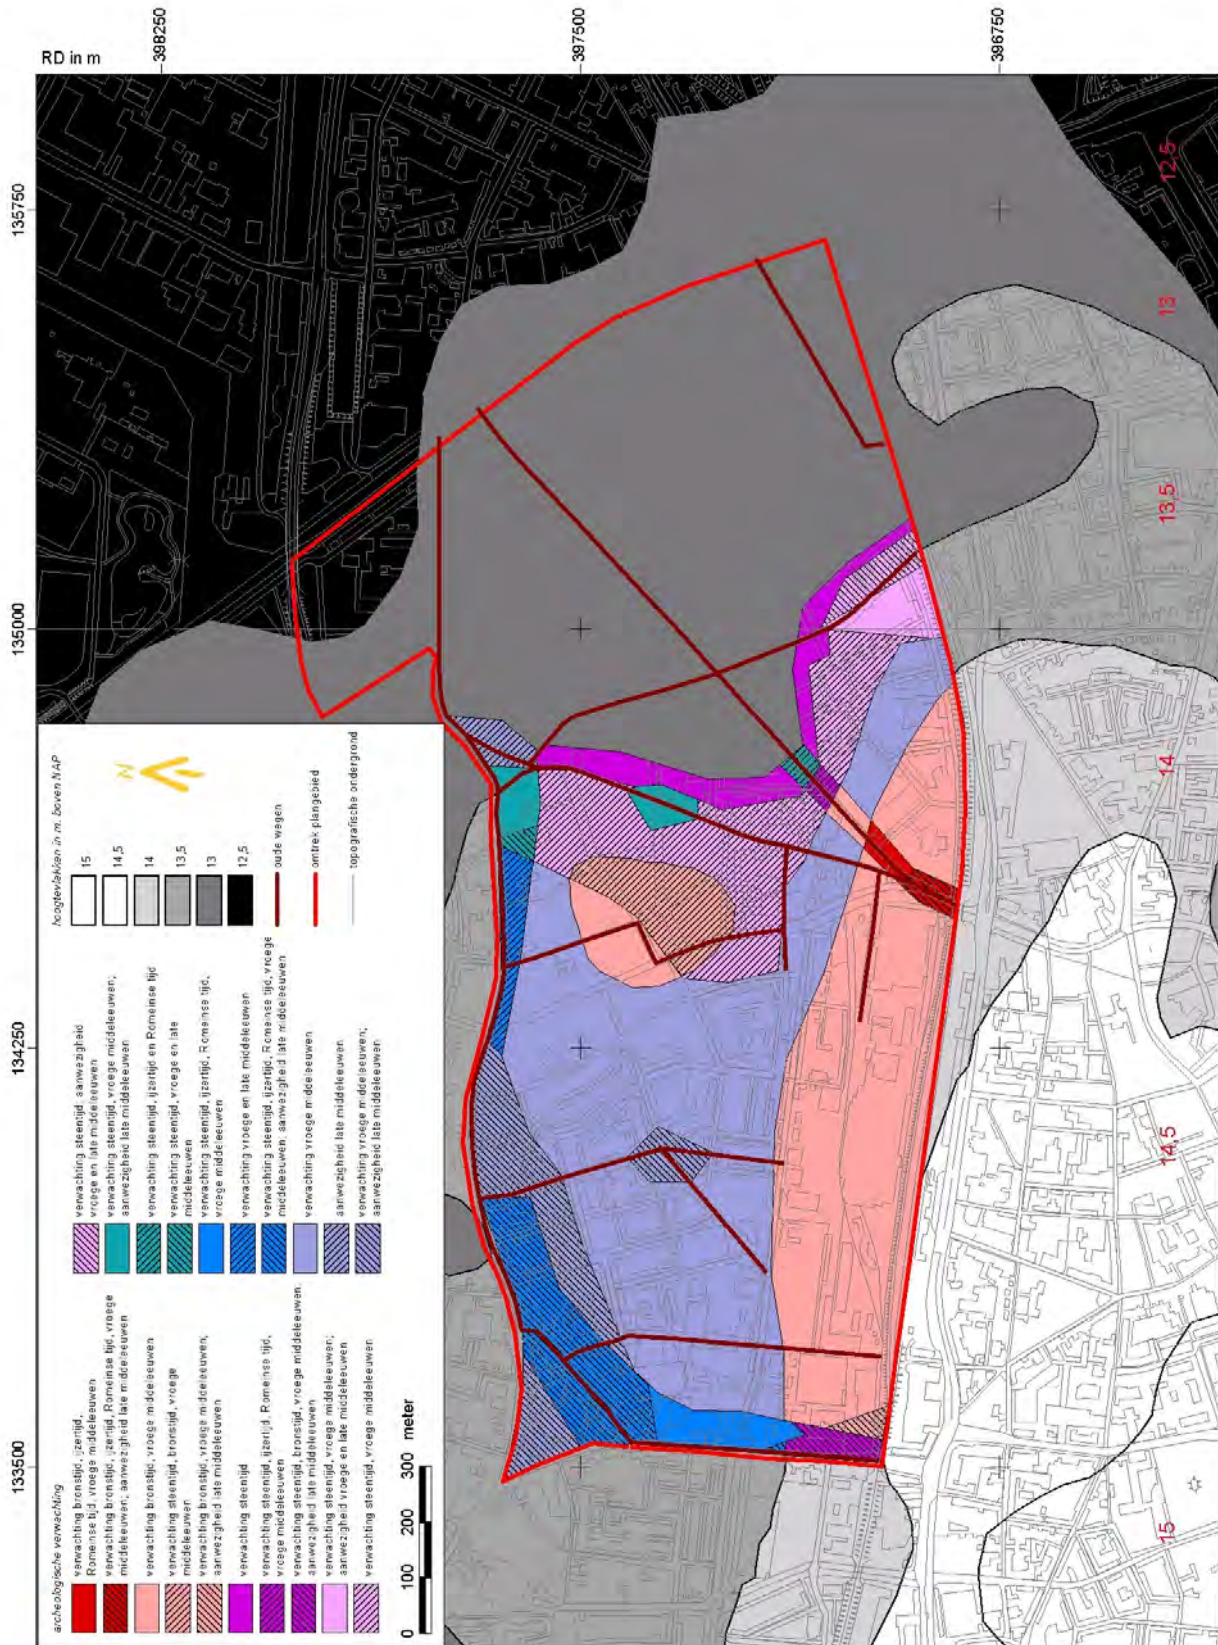 RD in m
398250
397500
396750
135750
135000
134250
133500
archeologische verwachting
verwachting bronstijd, ijzertijd,
Romeinse tijd, vroege middeleeuwen
verwachting bronstijd, ijzertijd, Romeinse tijd, vroege
middeleeuwen; aanwezigheid late middeleeuwen
verwachting bronstijd, vroege middeleeuwen
verwachting steentijd, bronstijd, vroege
middeleeuwen
verwachting bronstijd, vroege middeleeuwen;
aanwezigheid late middeleeuwen
verwachting steentijd
verwachting steentijd, ijzertijd, Romeinse tijd,
vroege middeleeuwen
verwachting steentijd, bronstijd, vroege middeleeuwen;
aanwezigheid late middeleeuwen
verwachting steentijd, vroege middeleeuwen;
aanwezigheid vroege en late middeleeuwen
verwachting steentijd, vroege middeleeuwen
verwachting steentijd; aanwezigheid
vroege en late middeleeuwen
verwachting steentijd, vroege middeleeuwen;
aanwezigheid late middeleeuwen
verwachting steentijd, ijzertijd en Romeinse tijd
verwachting steentijd, vroege en late
middeleeuwen
verwachting steentijd, ijzertijd, Romeinse tijd,
vroege middeleeuwen
verwachting vroege en late middeleeuwen
verwachting steentijd, ijzertijd, Romeinse tijd, vroege
middeleeuwen; aanwezigheid late middeleeuwen
verwachting vroege middeleeuwen
aanwezigheid late middeleeuwen
verwachting vroege middeleeuwen;
aanwezigheid late middeleeuwen
hoogtevlakken in m. boven NAP
15
14,5
14
13,5
13
12,5
oude wegen
omtrek plangebied
topografische ondergrond
N
0 100 200 300
meter
12,5
13
13,5
14
14,5
15